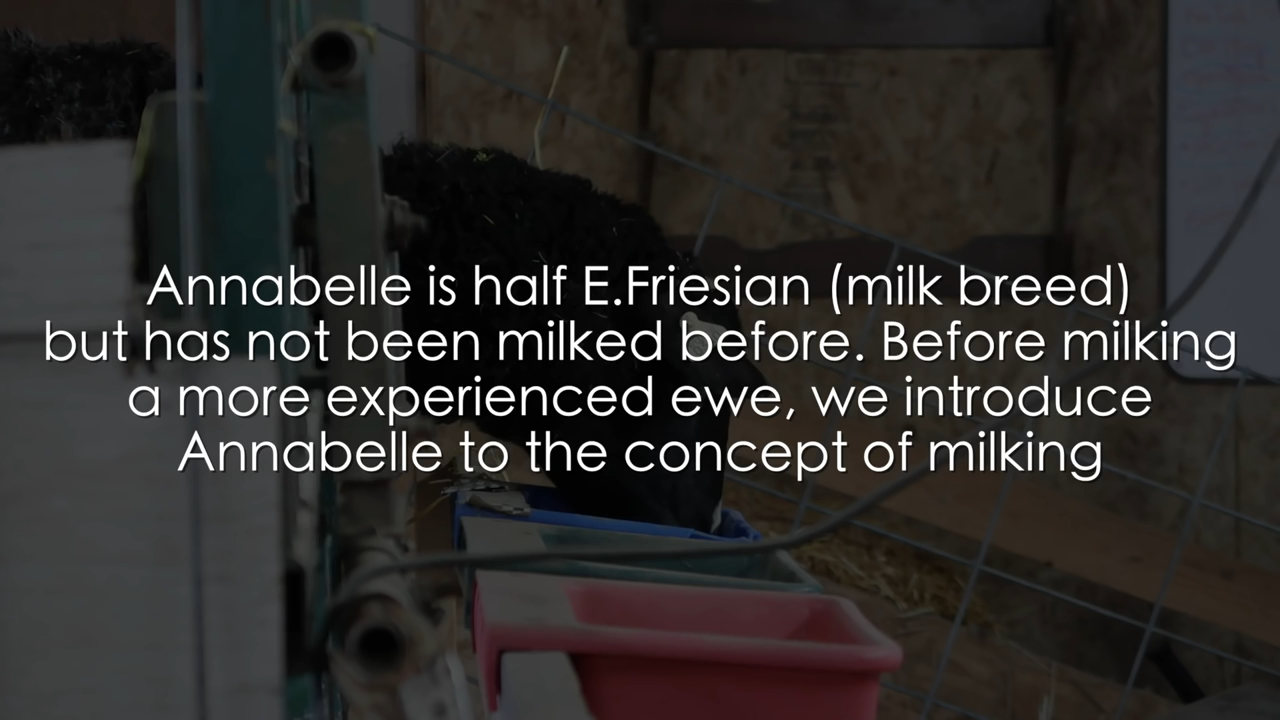 Annabelle is half E.Friesian (milk breed)
but has not been milked before. Before milking
a more experienced ewe, we introduce
Annabelle to the concept of milking